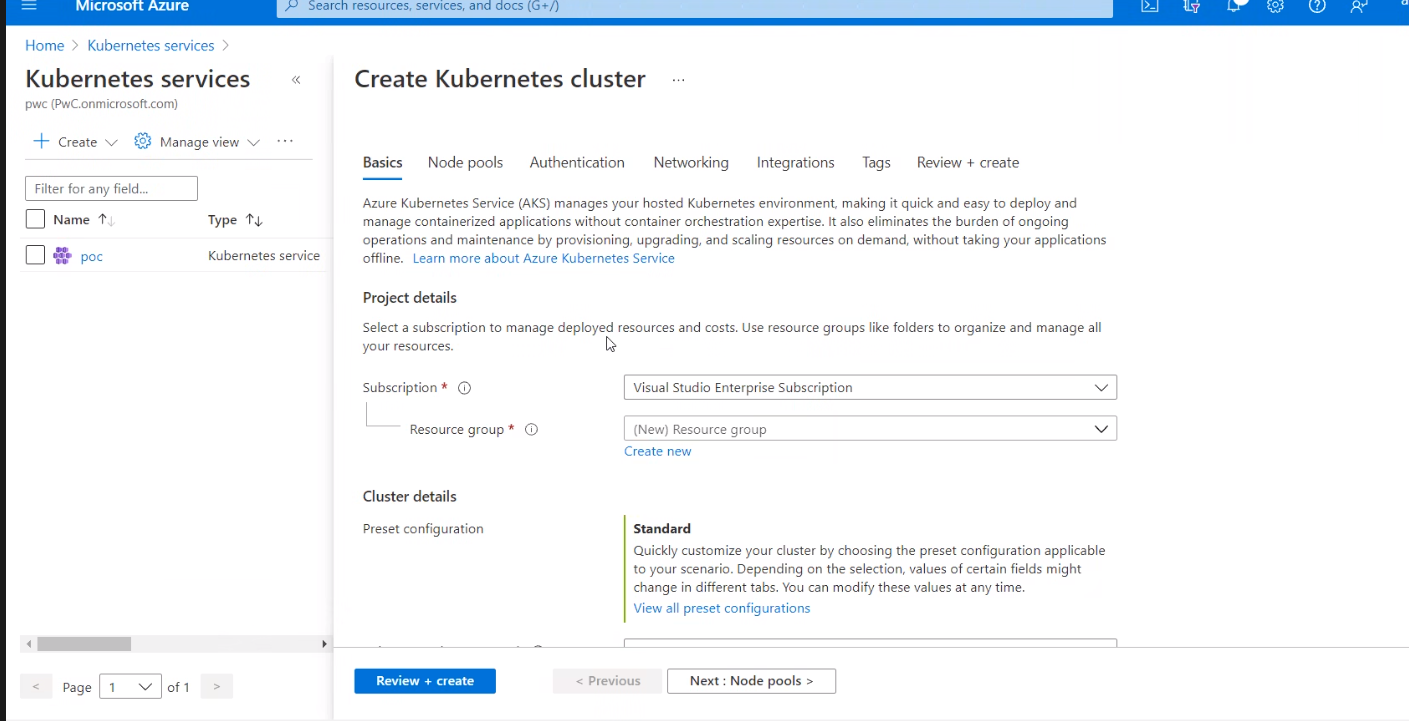 Microsoft Azure
Search resources, services, and docs (G+/)
Home > Kubernetes services >
Kubernetes services «
pwc (PwC.onmicrosoft.com)
+ Create Manage view ...
Filter for any field...
Name ↑↓ Type ↑↓
poc Kubernetes service
Page 1 of 1
Create Kubernetes cluster ...
Basics Node pools Authentication Networking Integrations Tags Review + create
Azure Kubernetes Service (AKS) manages your hosted Kubernetes environment, making it quick and easy to deploy and
manage containerized applications without container orchestration expertise. It also eliminates the burden of ongoing
operations and maintenance by provisioning, upgrading, and scaling resources on demand, without taking your applications
offline. Learn more about Azure Kubernetes Service
Project details
Select a subscription to manage deployed resources and costs. Use resource groups like folders to organize and manage all
your resources.
Subscription * Visual Studio Enterprise Subscription
Resource group * (New) Resource group
Create new
Cluster details
Preset configuration
Standard
Quickly customize your cluster by choosing the preset configuration applicable
to your scenario. Depending on the selection, values of certain fields might
change in different tabs. You can modify these values at any time.
View all preset configurations
Review + create < Previous Next : Node pools >